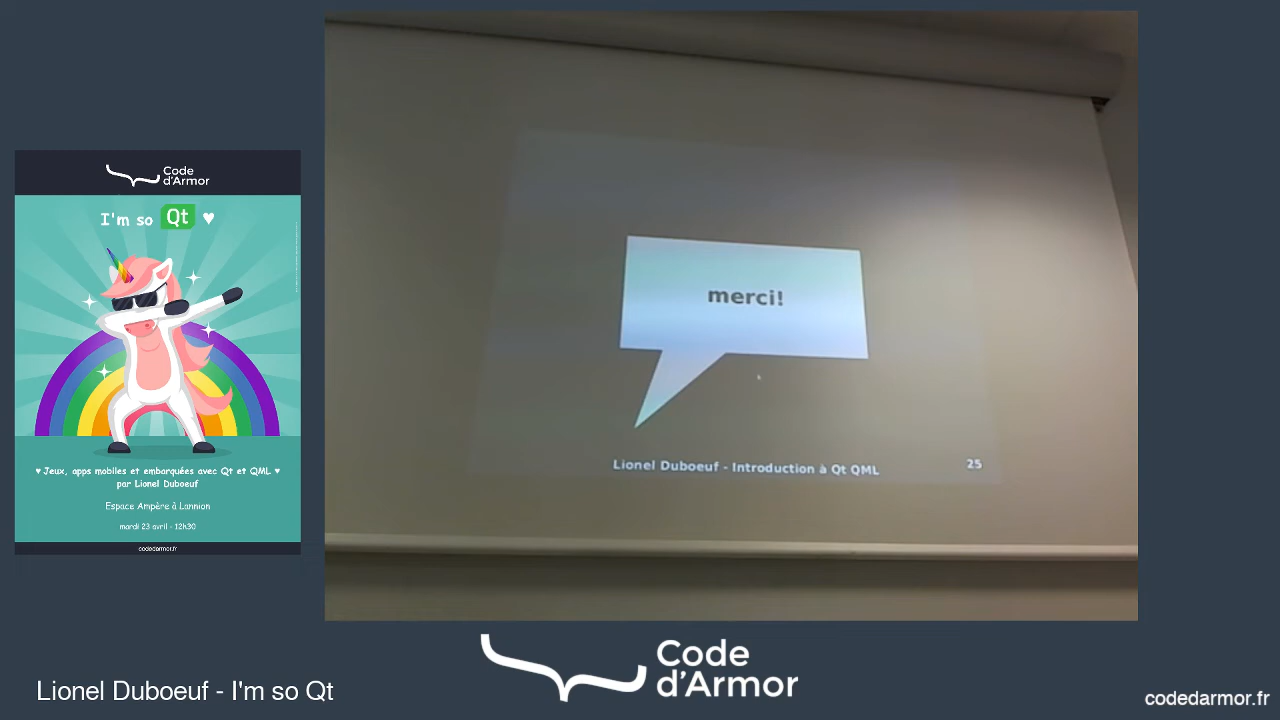 Code
d'Armor
I'm so Qt ♥
♥ Jeux, apps mobiles et embarquées avec Qt et QML ♥
par Lionel Duboeuf
Espace Ampère à Lannion
mardi 23 avril - 12h30
codedarmor.fr
merci!
Lionel Duboeuf - Introduction à Qt QML
25
Lionel Duboeuf - I'm so Qt
Code
d'Armor
codedarmor.fr